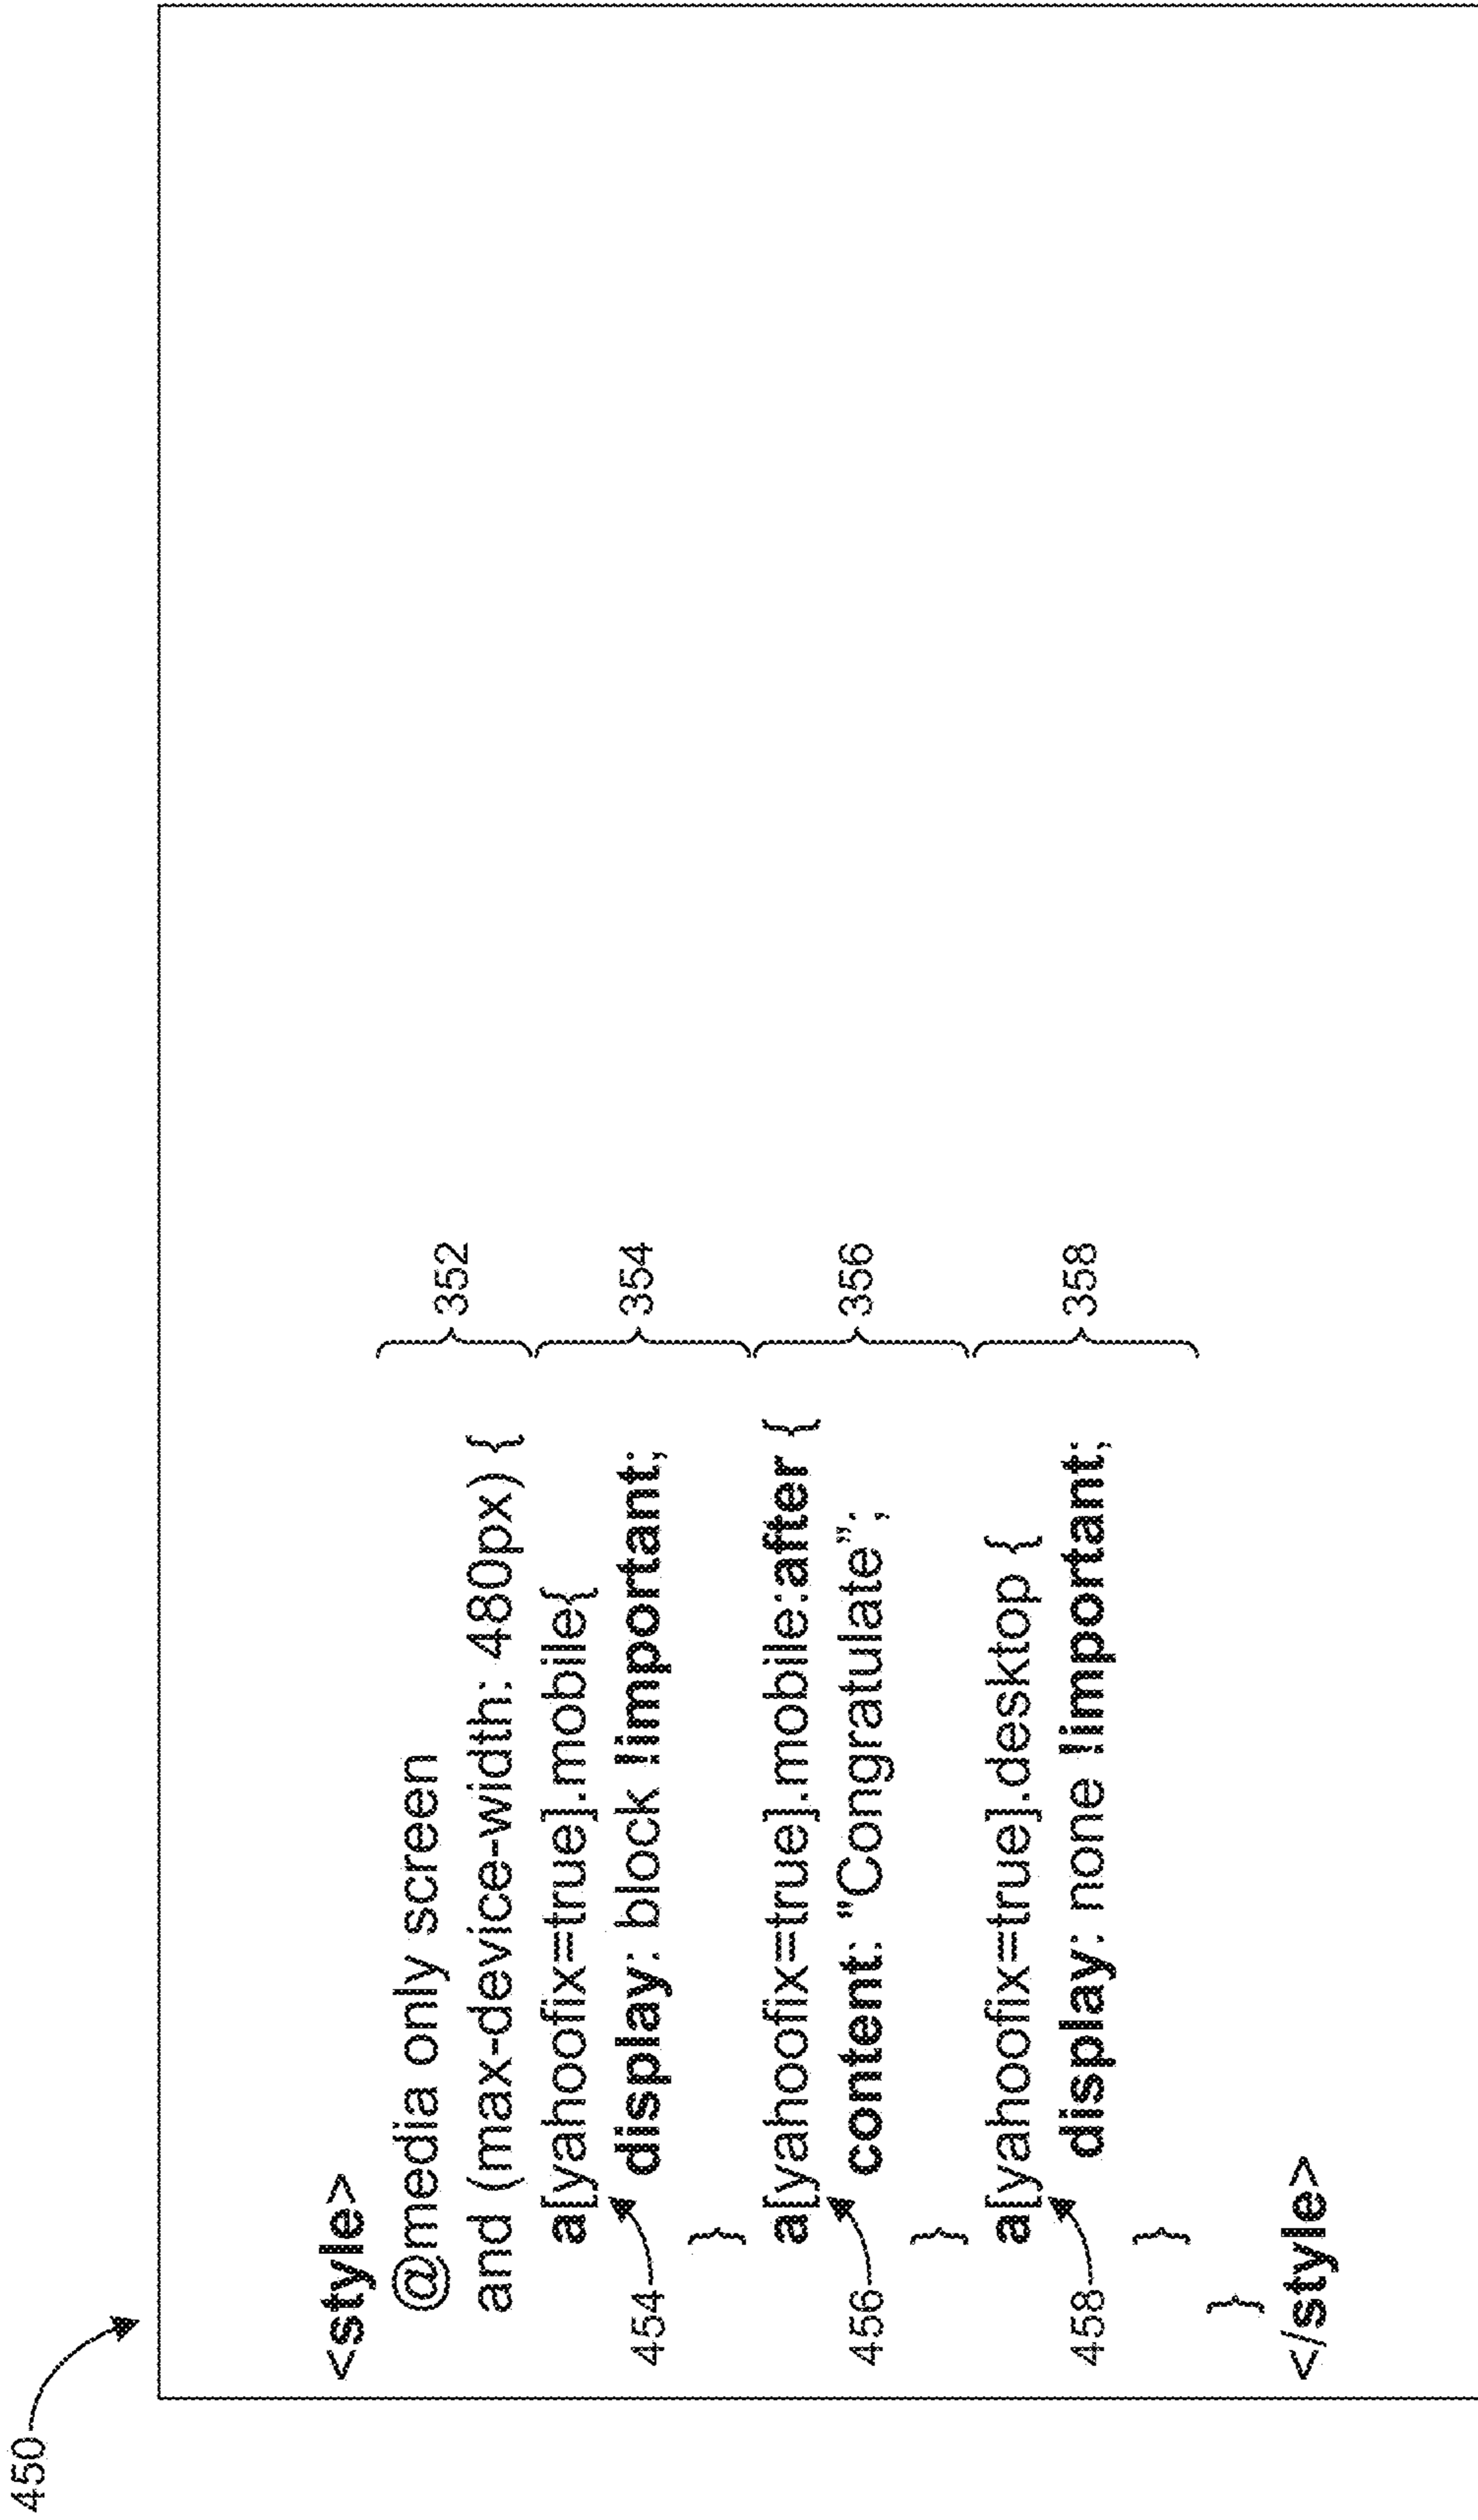 450
<style>
@media only screen
and (max-device-width: 480px) {
352
a[yahoofix=true].mobile{
454
display: block !important;
354
}
a[yahoofix=true].mobile:after {
456
content: "Congratulate";
356
}
a[yahoofix=true].desktop {
458
display: none !important;
358
}
}
</style>